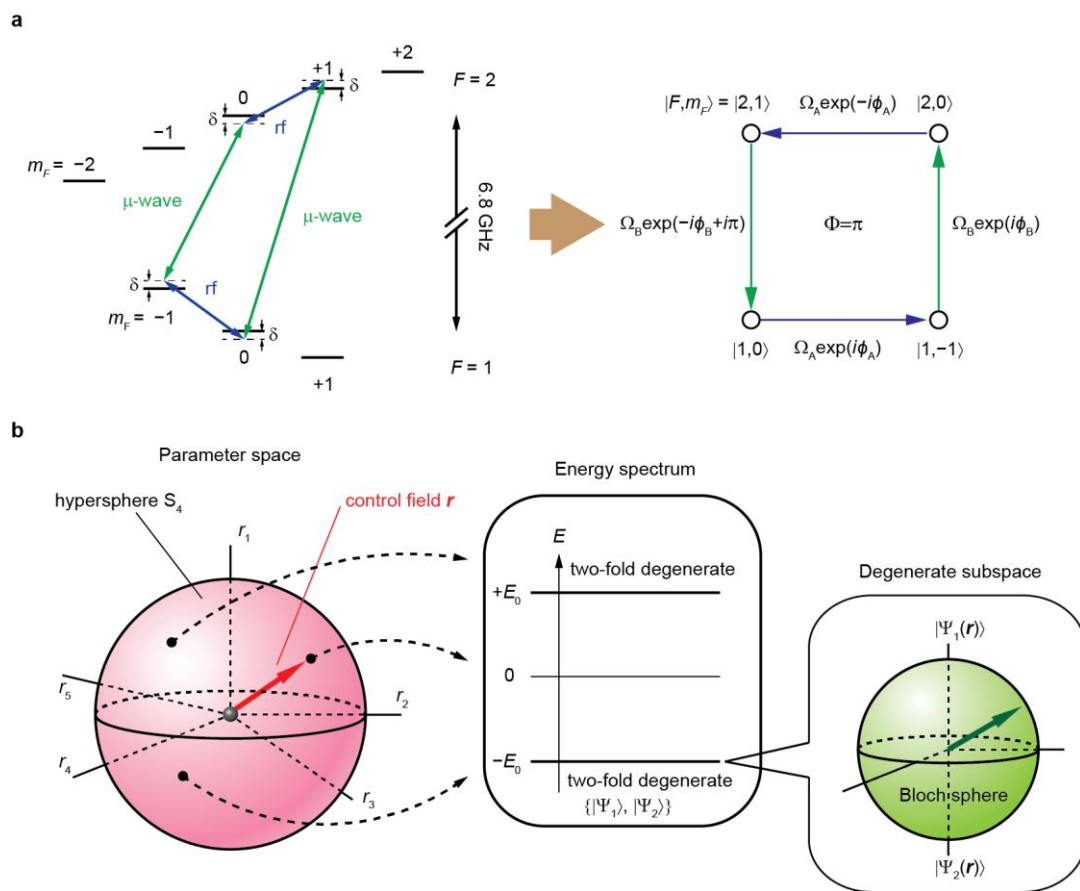 a
+2
+1
δ
F = 2
0
δ
rf
−1
m_F = −2
μ-wave
μ-wave
6.8 GHz
δ
rf
m_F = −1
δ
0
F = 1
+1
|F,m_F⟩ = |2,1⟩
Ω_A exp(-iϕ_A)
|2,0⟩
Ω_B exp(-iϕ_B+iπ)
Φ=π
Ω_B exp(iϕ_B)
|1,0⟩
Ω_A exp(iϕ_A)
|1,-1⟩
b
Parameter space
hypersphere S_4
control field r
r_1
r_5
r_2
r_4
r_3
Energy spectrum
E
two-fold degenerate
+E_0
0
−E_0
two-fold degenerate
{|Ψ_1⟩, |Ψ_2⟩}
Degenerate subspace
|Ψ_1(r)⟩
Bloch sphere
|Ψ_2(r)⟩